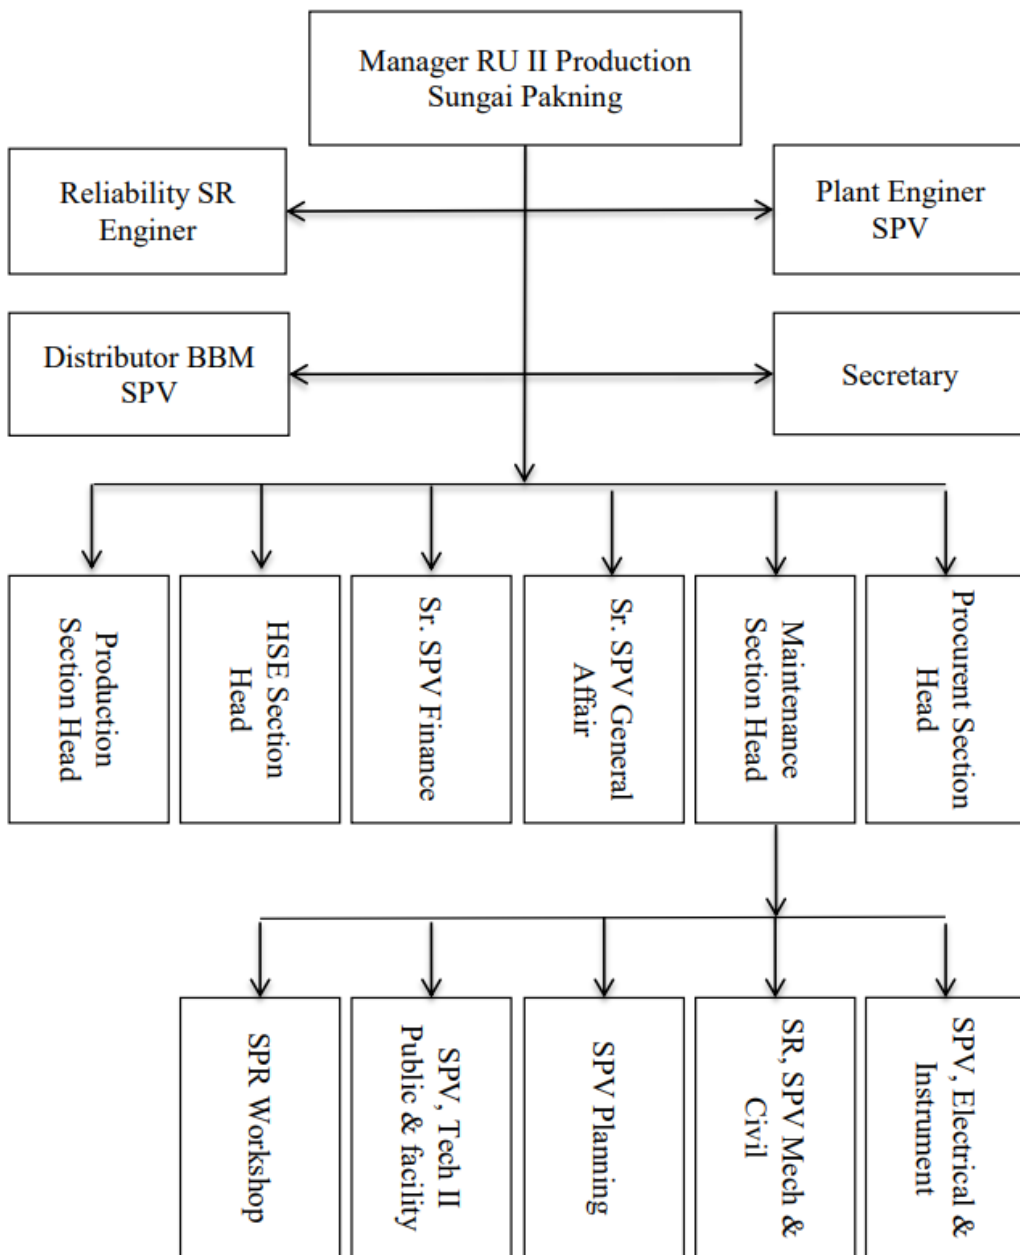 Manager RU II Production
Sungai Pakning
Reliability SR
Enginer
Plant Enginer
SPV
Distributor BBM
SPV
Secretary
Production
Section Head
HSE Section
Head
Sr. SPV Finance
Sr. SPV General
Affair
Maintenance
Section Head
Procurent Section
Head
SPR Workshop
SPV, Tech II
Public & facility
SPV Planning
SR, SPV Mech &
Civil
SPV, Electrical &
Instrument